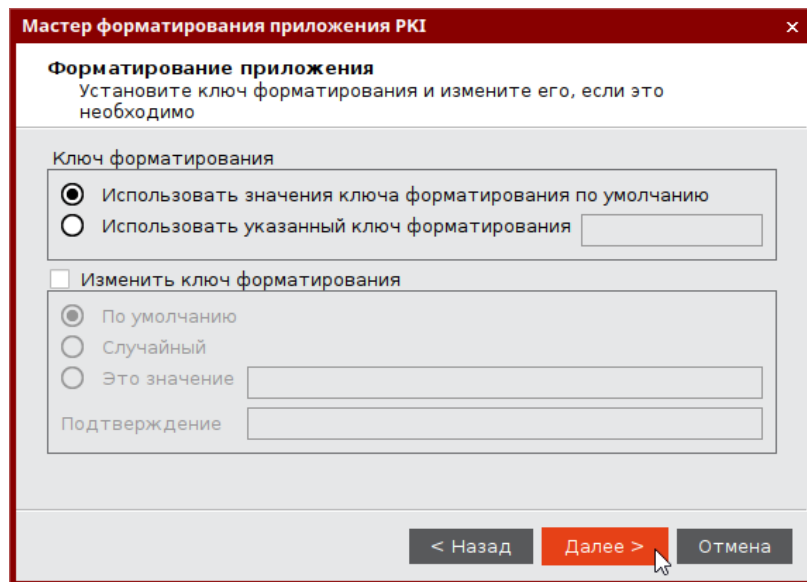 Мастер форматирования приложения PKI
Форматирование приложения
Установите ключ форматирования и измените его, если это
необходимо
Ключ форматирования
Использовать значения ключа форматирования по умолчанию
Использовать указанный ключ форматирования
Изменить ключ форматирования
По умолчанию
Случайный
Это значение
Подтверждение
< Назад Далее > Отмена